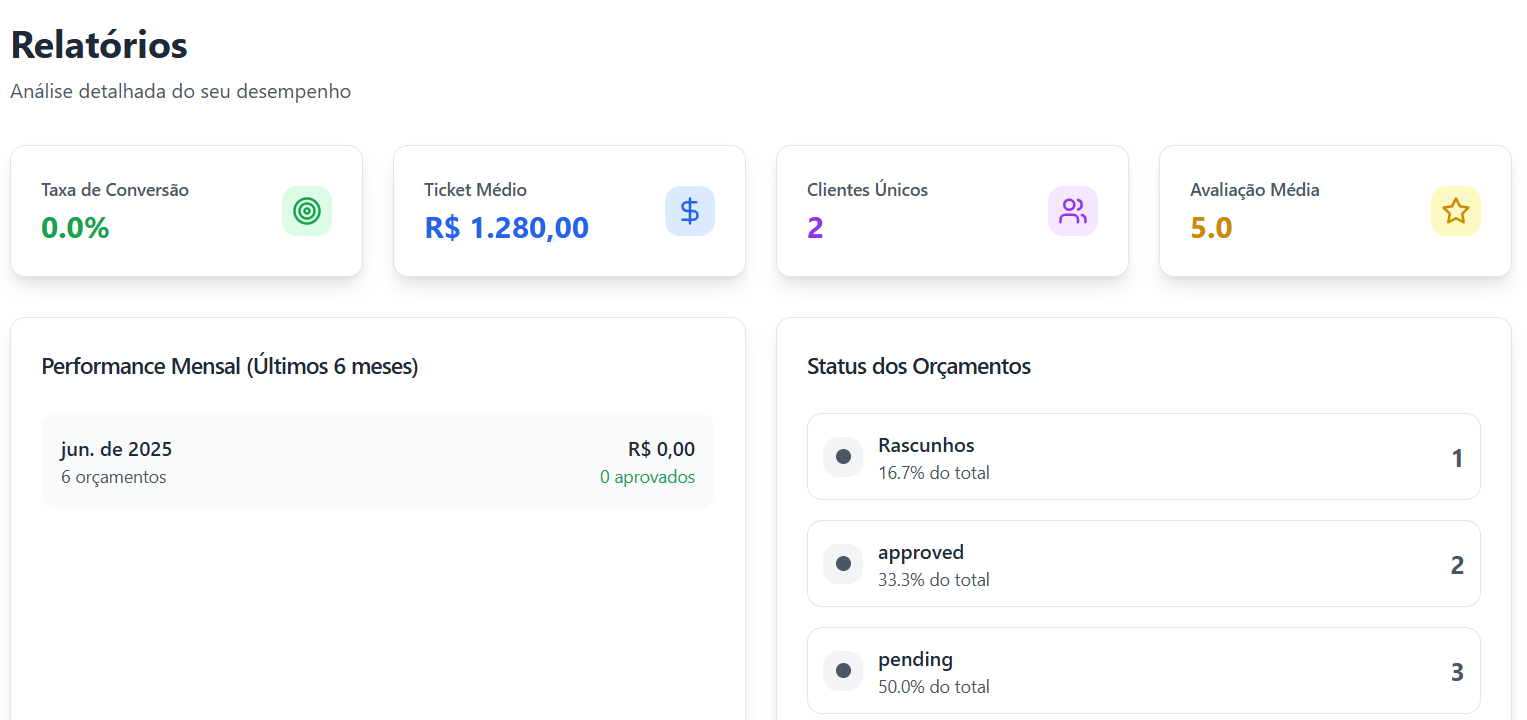 Relatórios
Análise detalhada do seu desempenho
Taxa de Conversão
0.0%
Ticket Médio
R$ 1.280,00
Clientes Únicos
2
Avaliação Média
5.0
Performance Mensal (Últimos 6 meses)
jun. de 2025
R$ 0,00
6 orçamentos
0 aprovados
Status dos Orçamentos
Rascunhos
16.7% do total
1
approved
33.3% do total
2
pending
50.0% do total
3